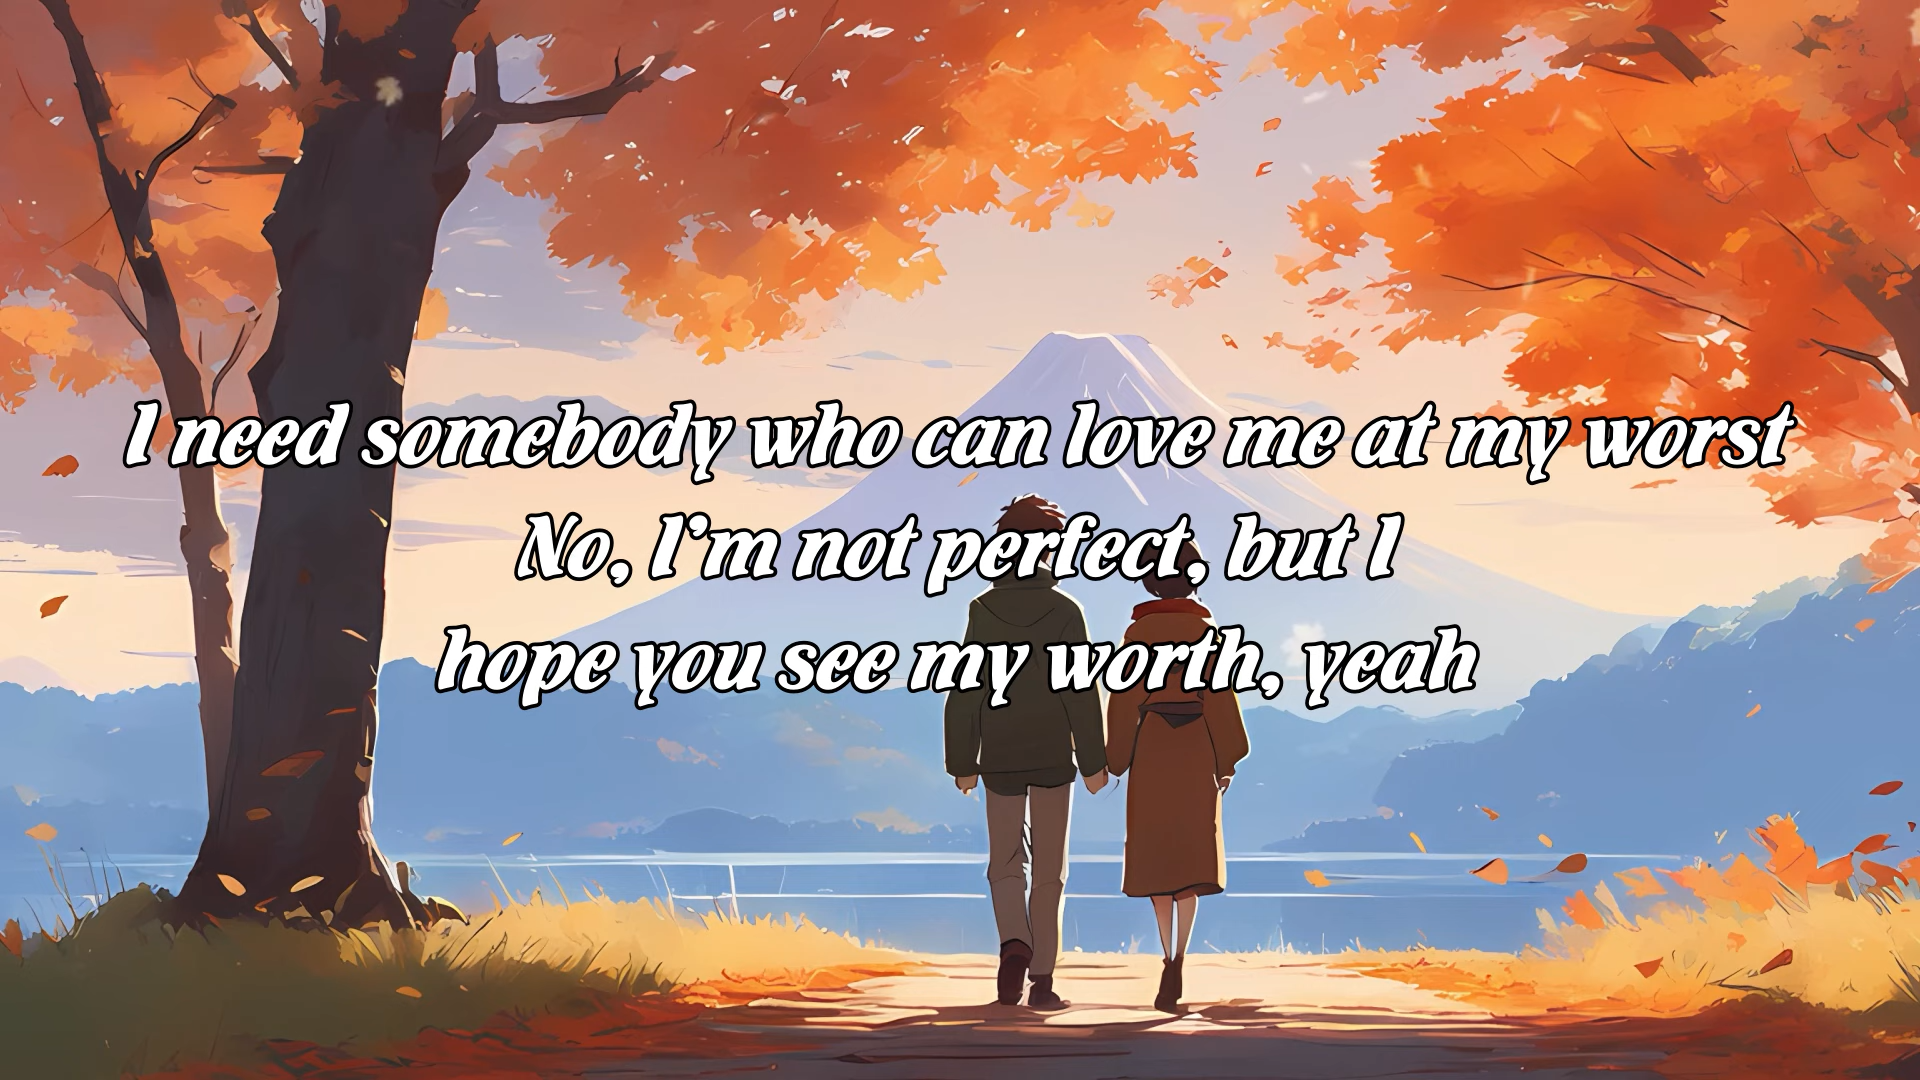 I need somebody who can love me at my worst
No, I'm not perfect, but I
hope you see my worth, yeah